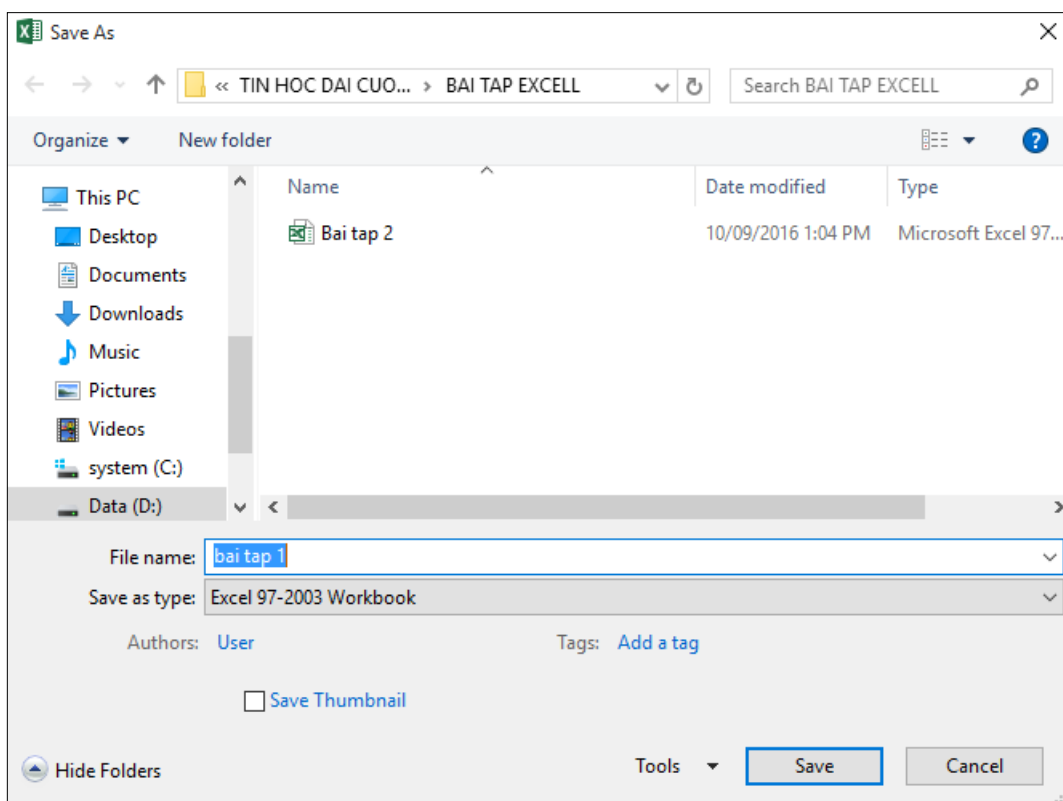 Save As
« TIN HOC DAI CUO... › BAI TAP EXCELL
Search BAI TAP EXCELL
Organize
New folder
?
This PC
Desktop
Documents
Downloads
Music
Pictures
Videos
system (C:)
Data (D:)
Name
Date modified
Type
Bai tap 2
10/09/2016 1:04 PM
Microsoft Excel 97...
File name: bai tap 1
Save as type: Excel 97-2003 Workbook
Authors: User
Tags: Add a tag
Save Thumbnail
Hide Folders
Tools
Save
Cancel